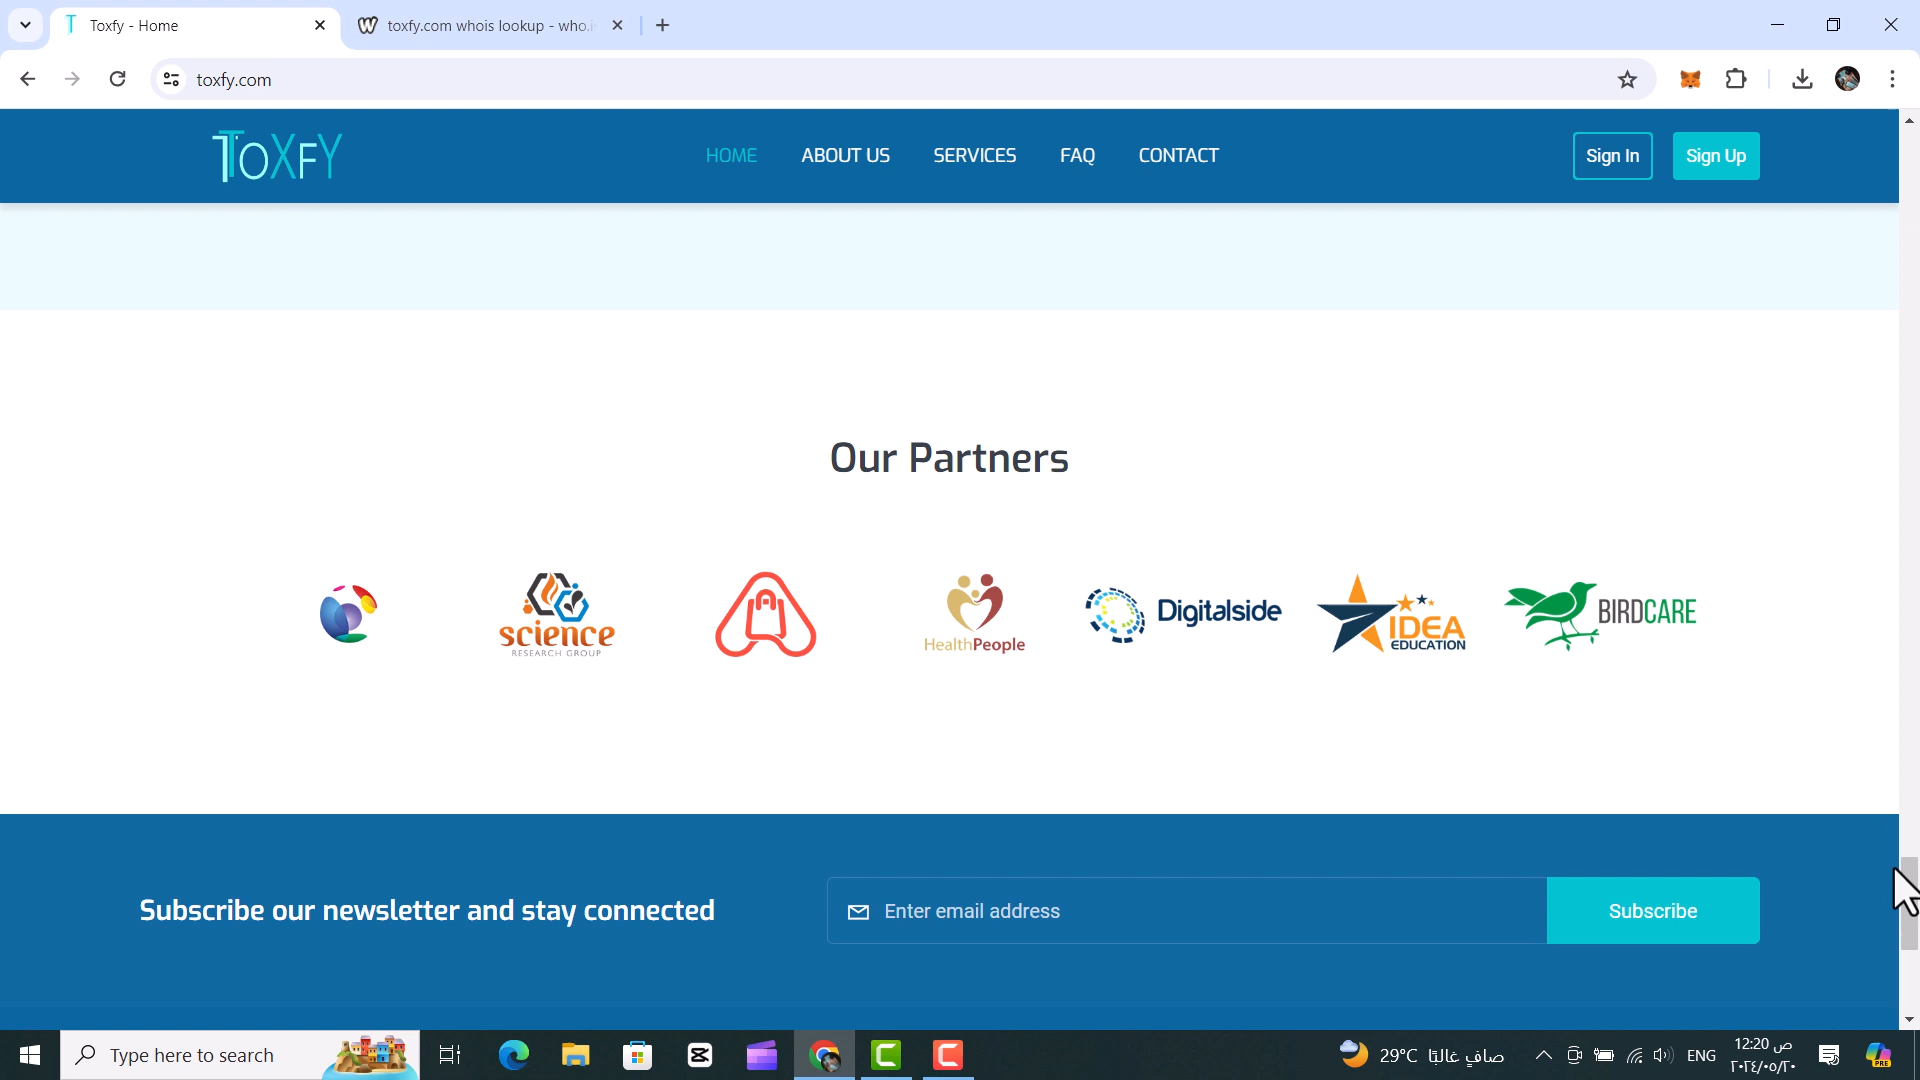 Toxfy - Home
toxfy.com whois lookup - who.i
toxfy.com
ToXfY
HOME
ABOUT US
SERVICES
FAQ
CONTACT
Sign In
Sign Up
Our Partners
science
RESEARCH GROUP
HealthPeople
Digitalside
IDEA
EDUCATION
BIRDCARE
Subscribe our newsletter and stay connected
Enter email address
Subscribe
Type here to search
29°C صافٍ غالبًا
ENG
12:20 ص
٢٠٢٤/٠٥/٢٠
PRE